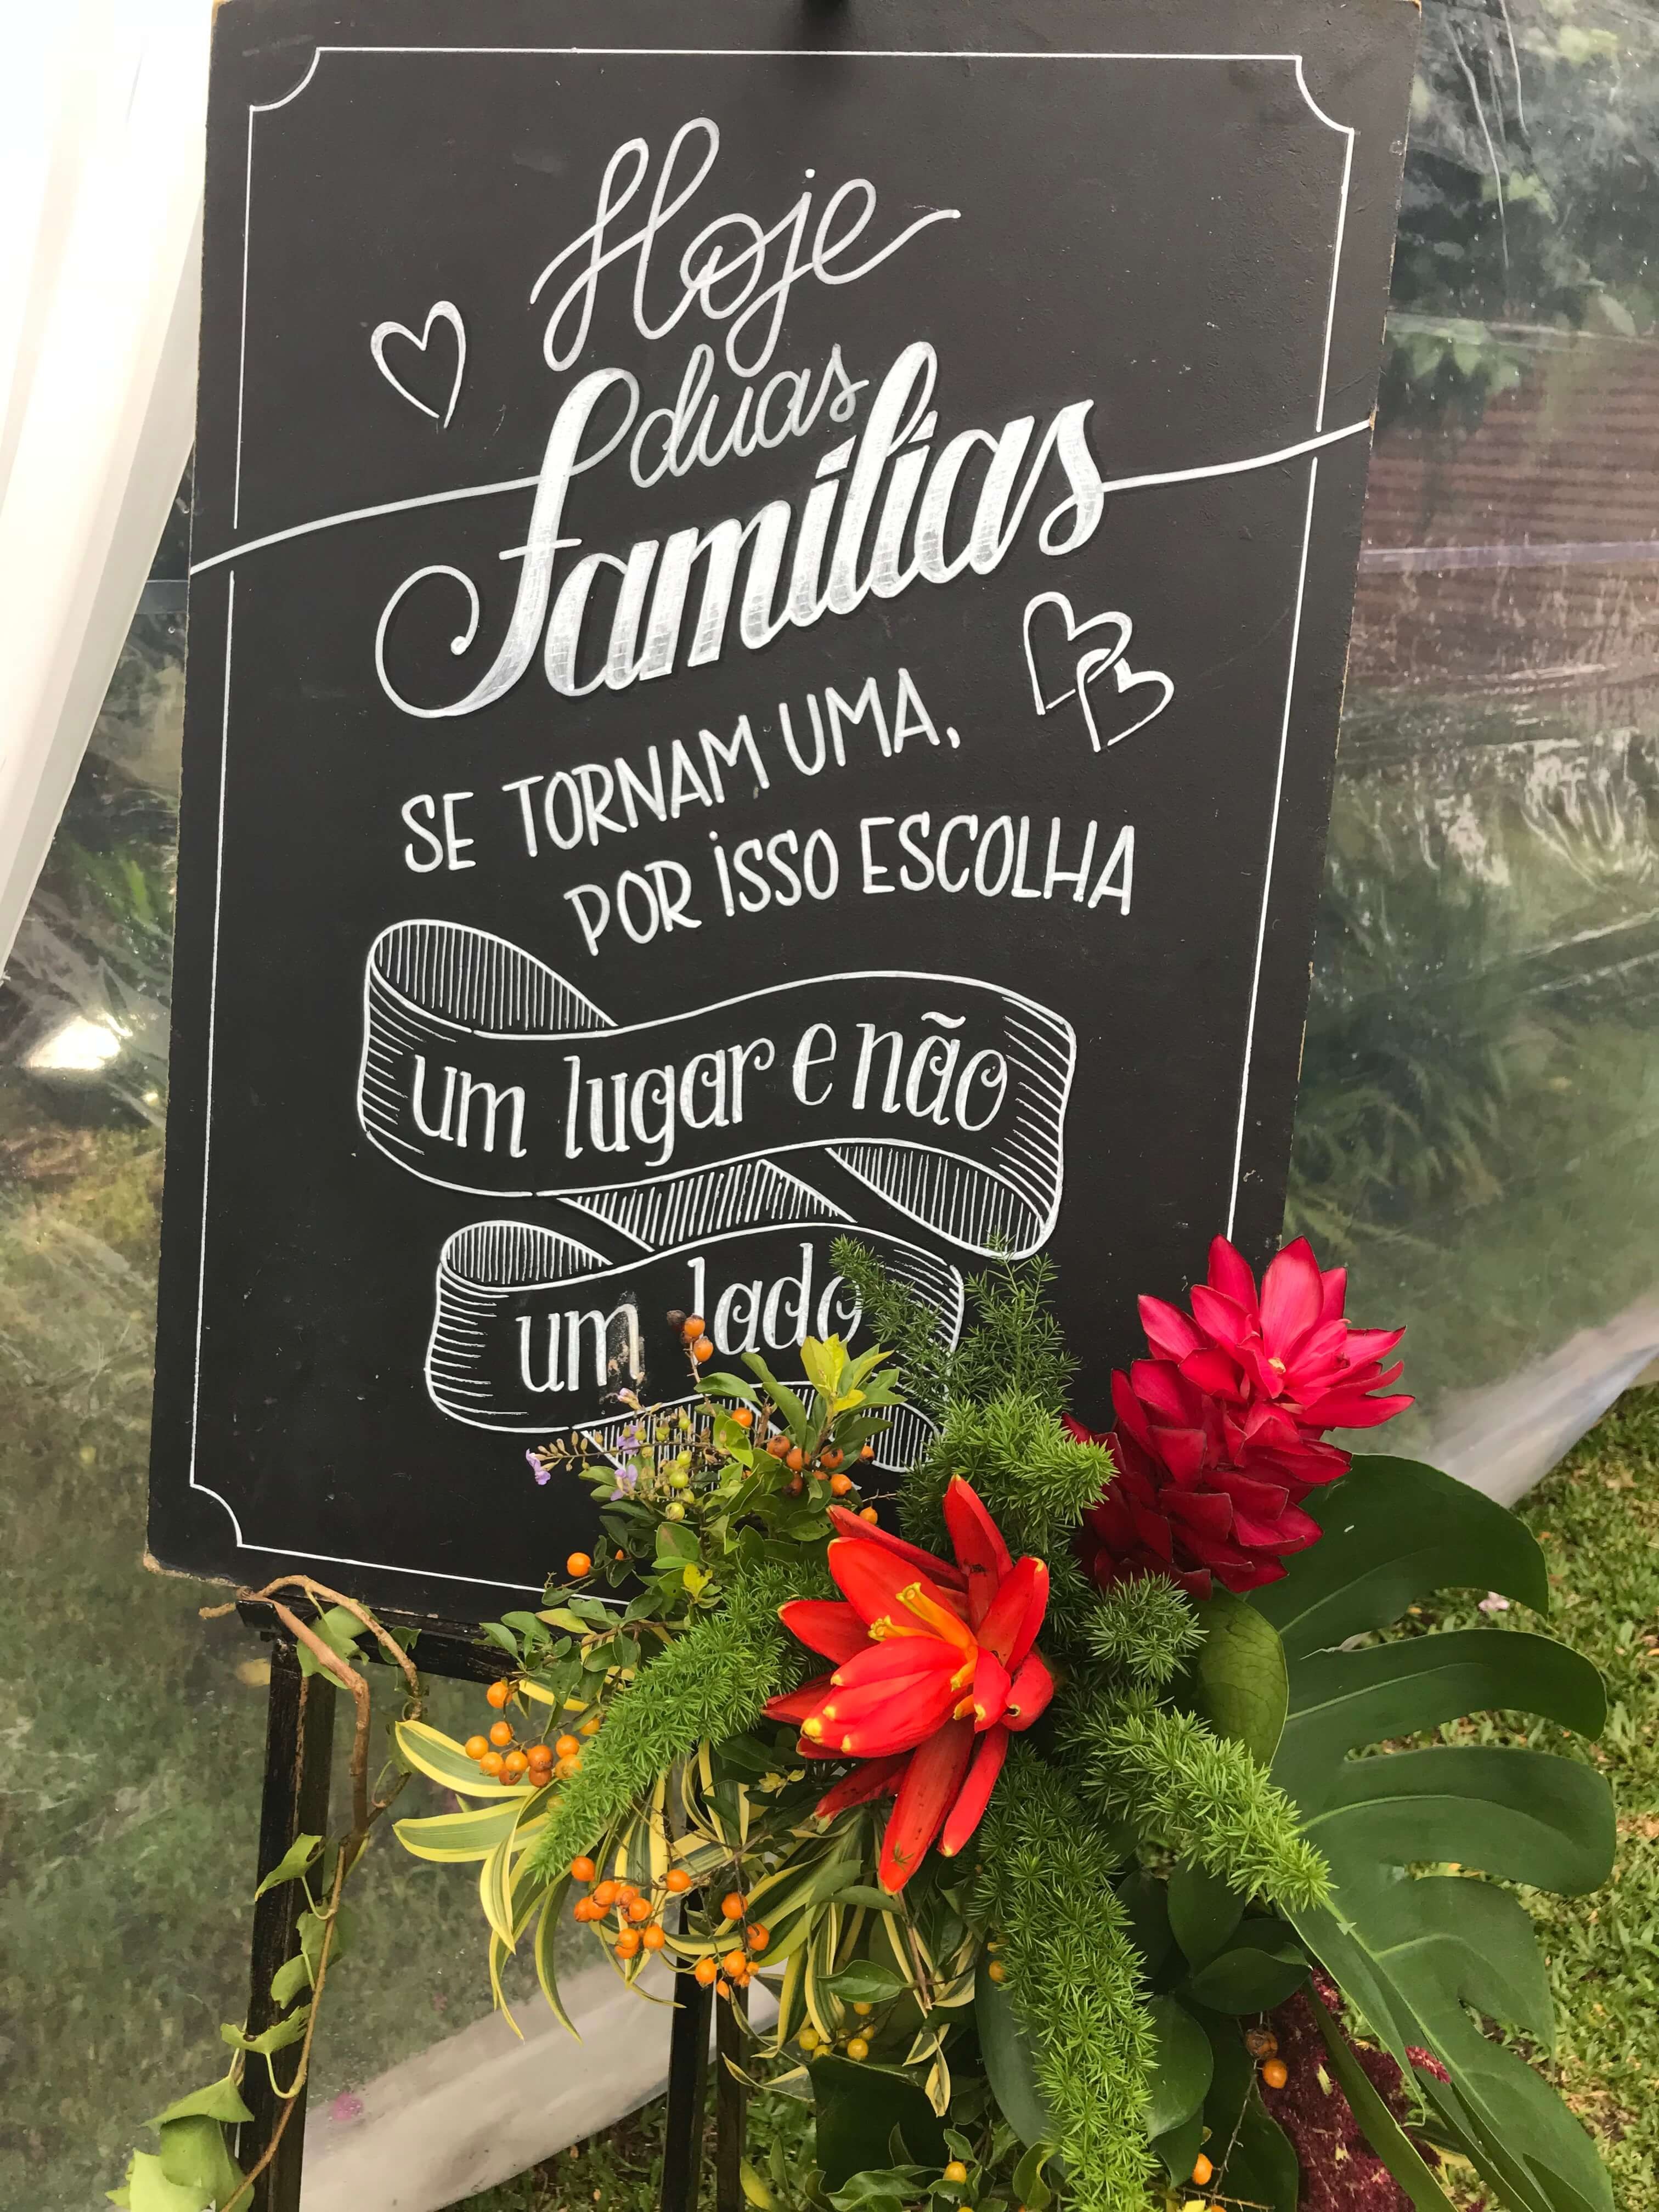 Hoje
duas
famílias
SE TORNAM UMA,
POR ISSO ESCOLHA
um lugar e não
um lado